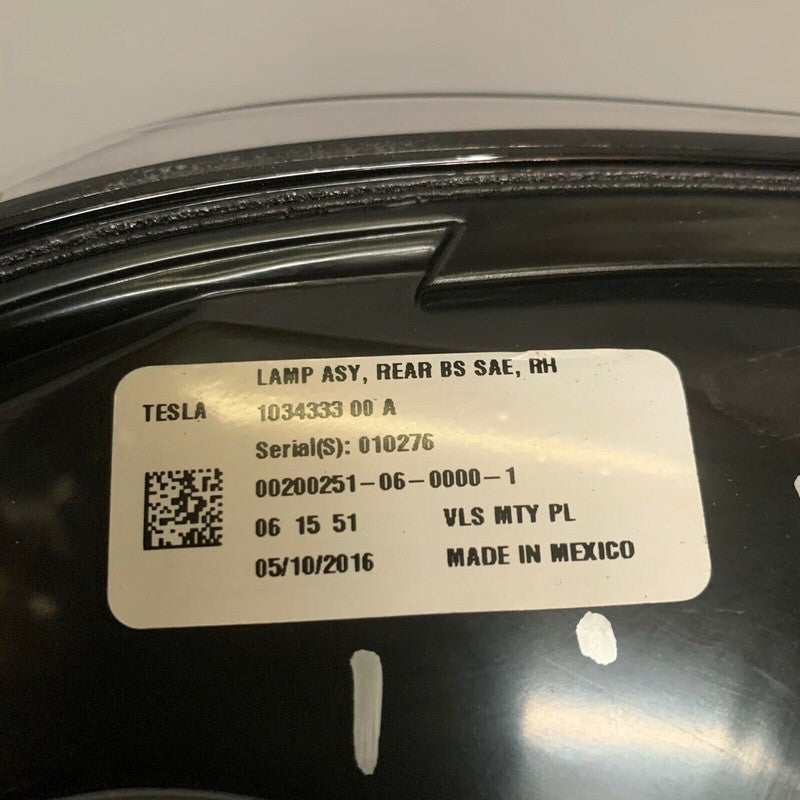 LAMP ASY, REAR BS SAE, RH
TESLA 1034333 00 A
Serial(S): 010276
00200251-06-0000-1
06 15 51 VLS MTY PL
05/10/2016 MADE IN MEXICO